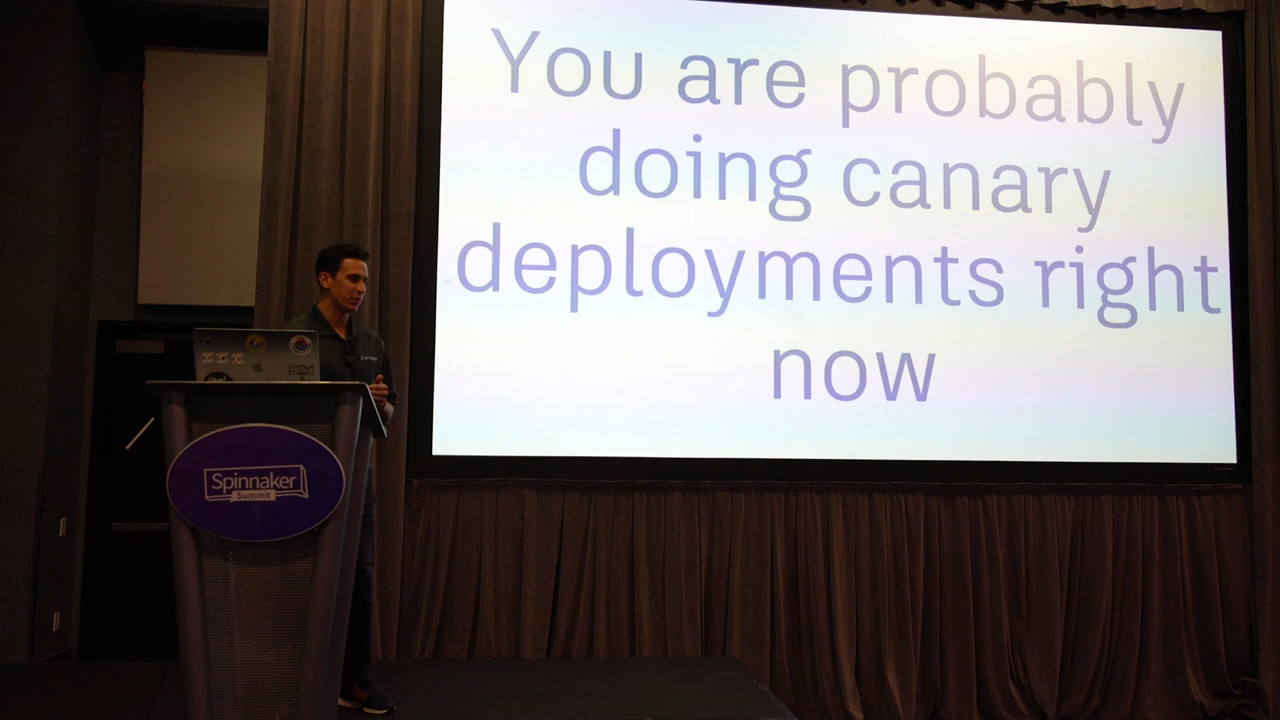 You are probably
doing canary
deployments right
now
Spinnaker
Summit